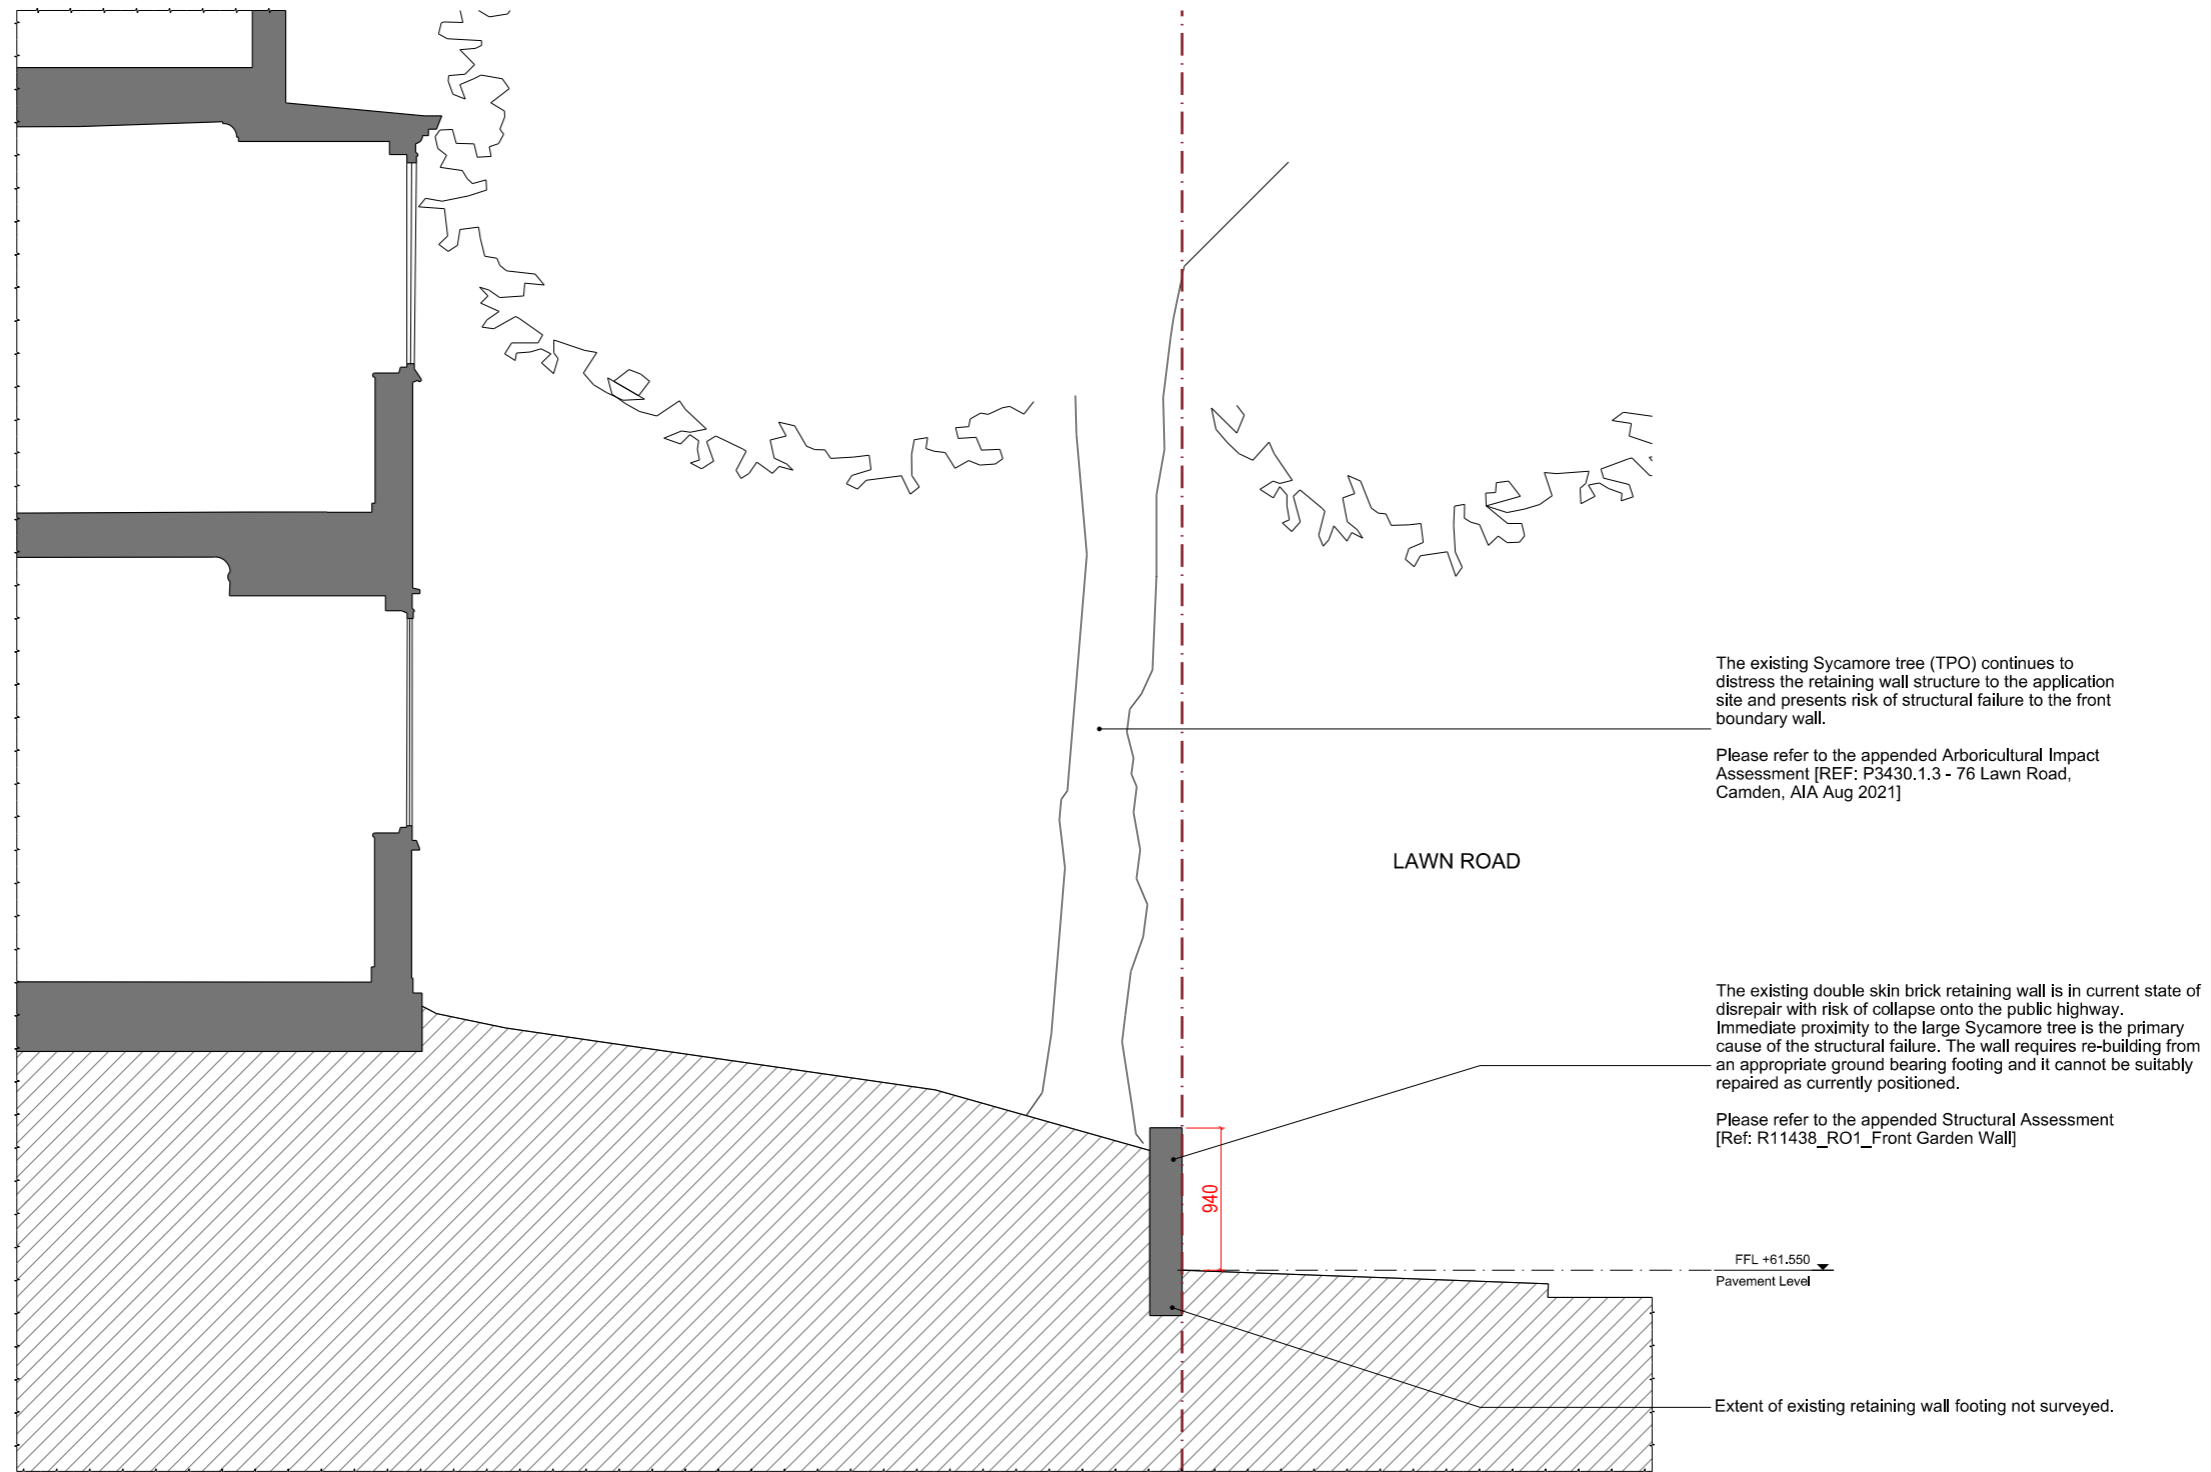 The existing Sycamore tree (TPO) continues to
distress the retaining wall structure to the application
site and presents risk of structural failure to the front
boundary wall.
Please refer to the appended Arboricultural Impact
Assessment [REF: P3430.1.3 - 76 Lawn Road,
Camden, AIA Aug 2021]
LAWN ROAD
The existing double skin brick retaining wall is in current state of
disrepair with risk of collapse onto the public highway.
Immediate proximity to the large Sycamore tree is the primary
cause of the structural failure. The wall requires re-building from
an appropriate ground bearing footing and it cannot be suitably
repaired as currently positioned.
Please refer to the appended Structural Assessment
[Ref: R11438_RO1_Front Garden Wall]
940
FFL +61.550
Pavement Level
Extent of existing retaining wall footing not surveyed.